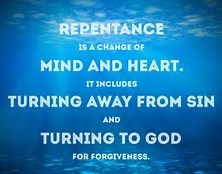 REPENTANCE
IS A CHANGE OF
MIND AND HEART.
IT INCLUDES
TURNING AWAY FROM SIN
AND
TURNING TO GOD
FOR FORGIVENESS.